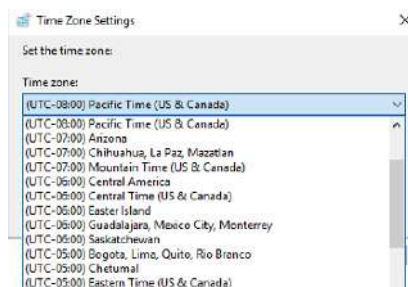 Time Zone Settings
Set the time zone:
Time zone:
(UTC-08:00) Pacific Time (US & Canada)
(UTC-08:00) Pacific Time (US & Canada)
(UTC-07:00) Arizona
(UTC-07:00) Chihuahua, La Paz, Mazatlan
(UTC-07:00) Mountain Time (US & Canada)
(UTC-06:00) Central America
(UTC-06:00) Central Time (US & Canada)
(UTC-06:00) Easter Island
(UTC-06:00) Guadalajara, Mexico City, Monterrey
(UTC-06:00) Saskatchewan
(UTC-05:00) Bogota, Lima, Quito, Rio Branco
(UTC-05:00) Chetumal
(UTC-05:00) Eastern Time (US & Canada)